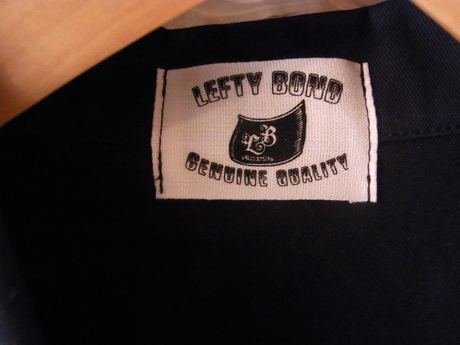 LEFTY BOND
LB
GENUINE QUALITY